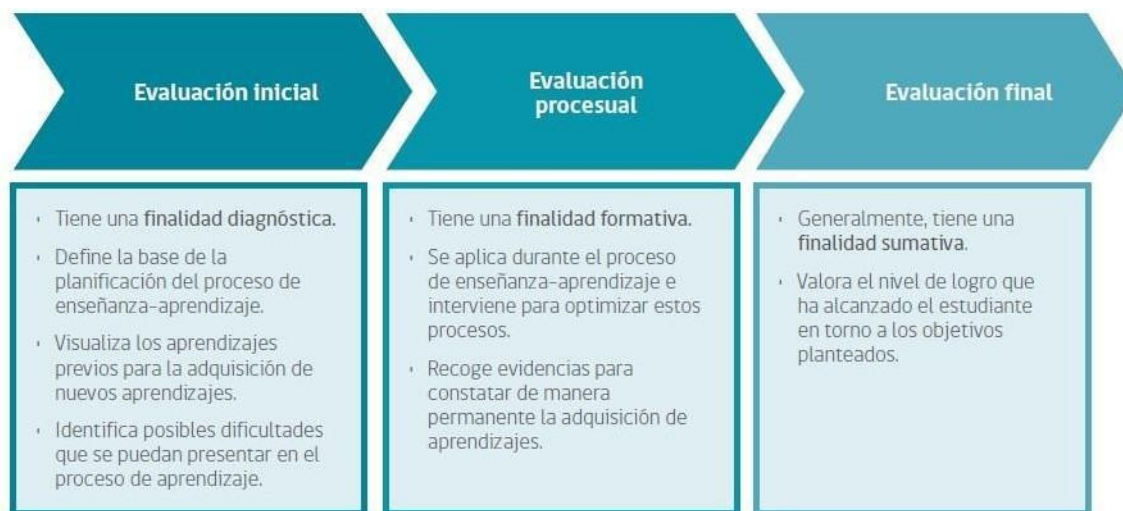 Evaluación inicial
Evaluación
procesual
Evaluación final
Tiene una finalidad diagnóstica.
Define la base de la
planificación del proceso de
enseñanza-aprendizaje.
Visualiza los aprendizajes
previos para la adquisición de
nuevos aprendizajes.
Identifica posibles dificultades
que se puedan presentar en el
proceso de aprendizaje.
Tiene una finalidad formativa.
Se aplica durante el proceso
de enseñanza-aprendizaje e
interviene para optimizar estos
procesos.
Recoge evidencias para
constatar de manera
permanente la adquisición de
aprendizajes.
Generalmente, tiene una
finalidad sumativa.
Valora el nivel de logro que
ha alcanzado el estudiante
en torno a los objetivos
planteados.